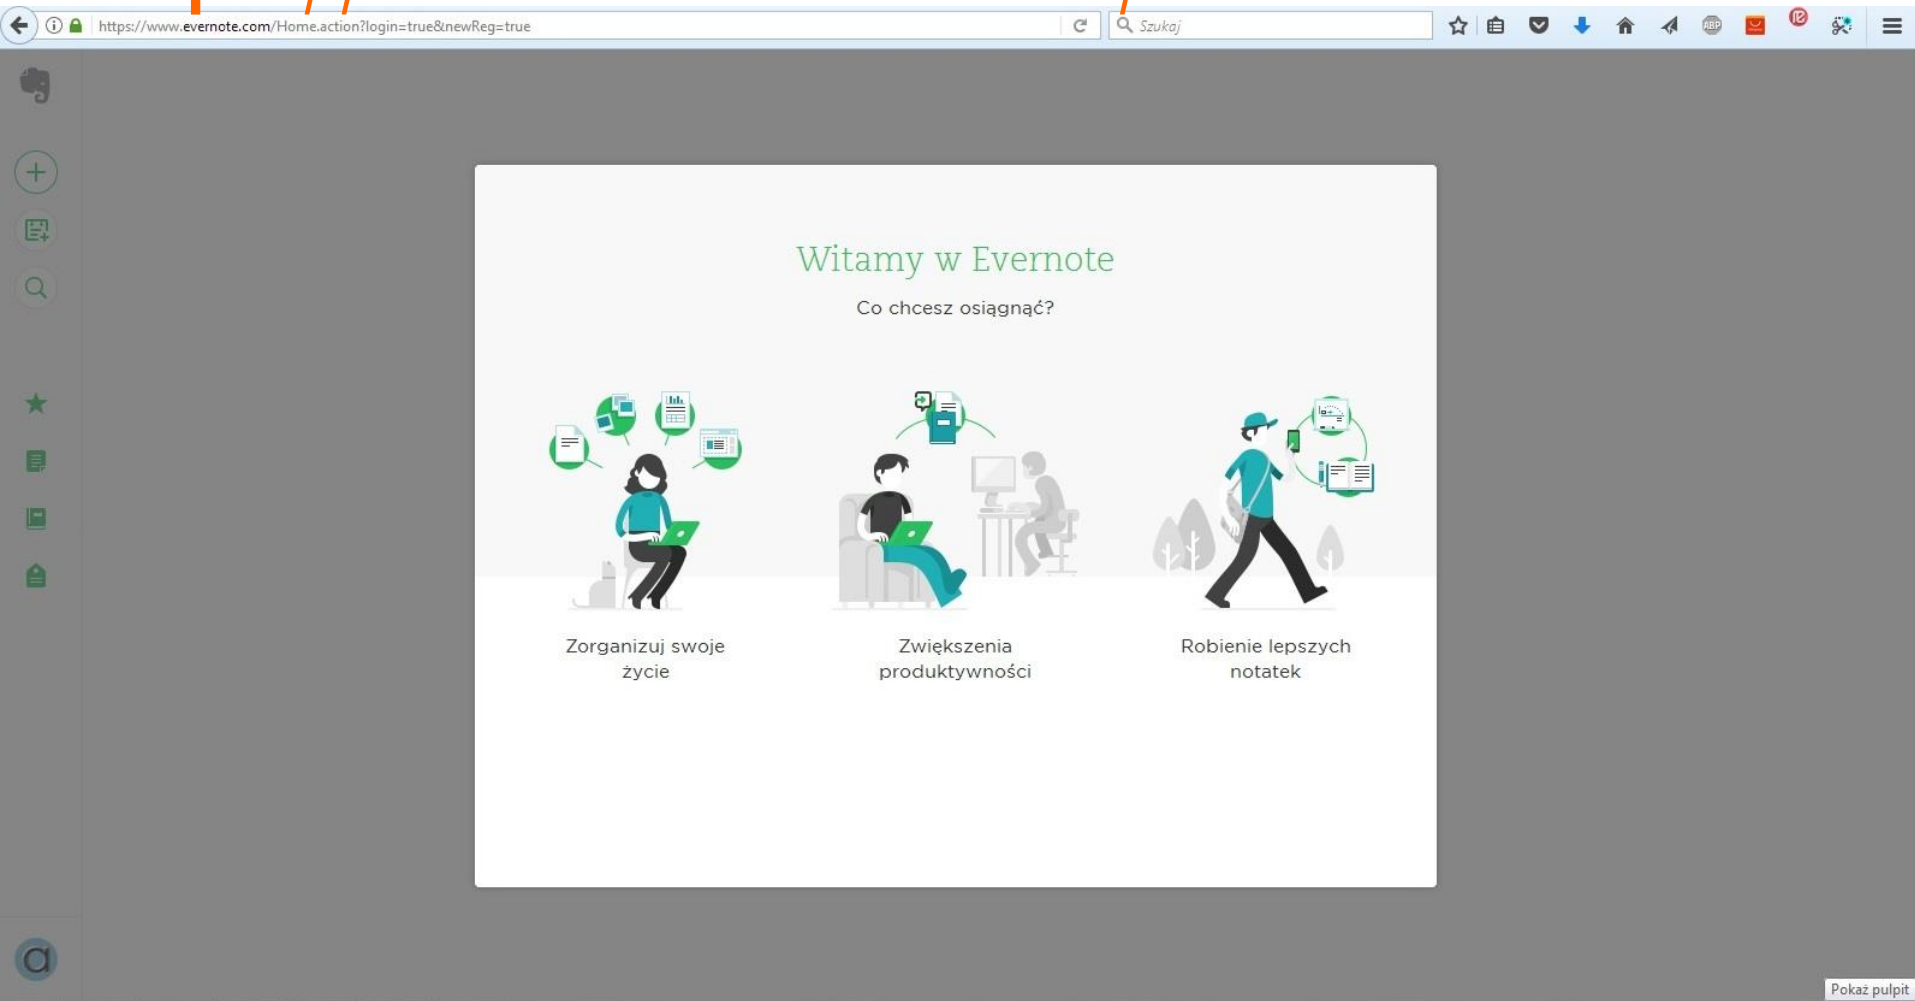 https://www.evernote.com/Home.action?login=true&newReg=true
Szukaj
ABP
Witamy w Evernote
Co chcesz osiągnąć?
Zorganizuj swoje
życie
Zwiększenia
produktywności
Robienie lepszych
notatek
a
Pokaż pulpit